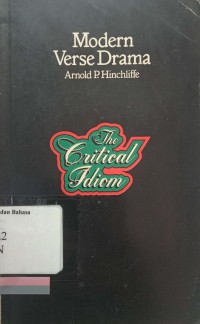 Modern
Verse Drama
Arnold P. Hinchliffe
The
Critical
Idiom
dan Bahasa
2
N